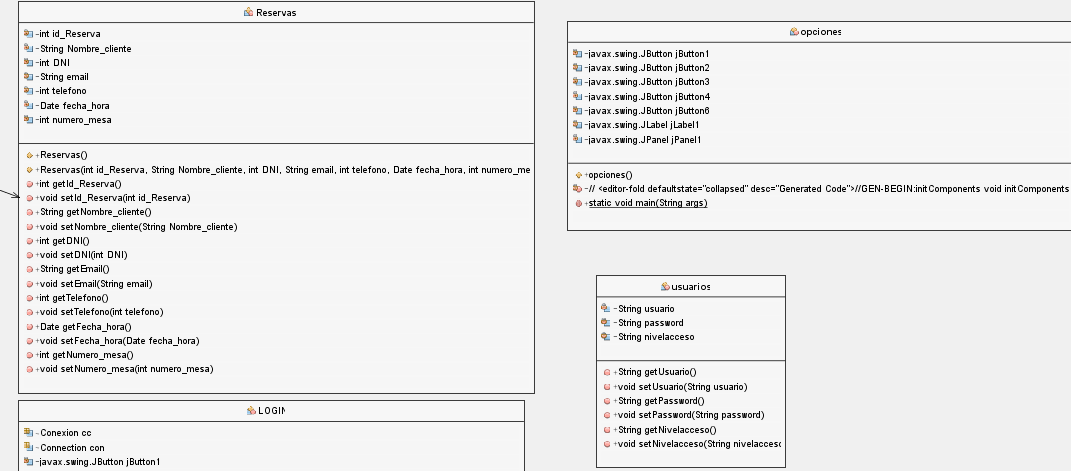 Reservas
-int id_Reserva
-String Nombre_cliente
-int DNI
-String email
-int telefono
-Date fecha_hora
-int numero_mesa
+Reservas()
+Reservas(int id_Reserva, String Nombre_cliente, int DNI, String email, int telefono, Date fecha_hora, int numero_me
+int getId_Reserva()
+void setId_Reserva(int id_Reserva)
+String getNombre_cliente()
+void setNombre_cliente(String Nombre_cliente)
+int getDNI()
+void setDNI(int DNI)
+String getEmail()
+void setEmail(String email)
+int getTelefono()
+void setTelefono(int telefono)
+Date getFecha_hora()
+void setFecha_hora(Date fecha_hora)
+int getNumero_mesa()
+void setNumero_mesa(int numero_mesa)
LOGIN
~Conexion cc
~Connection con
-javax.swing.JButton jButton1
opciones
-javax.swing.JButton jButton1
-javax.swing.JButton jButton2
-javax.swing.JButton jButton3
-javax.swing.JButton jButton4
-javax.swing.JButton jButton6
-javax.swing.JLabel jLabel1
-javax.swing.JPanel jPanel1
+opciones()
-// <editor-fold defaultstate="collapsed" desc="Generated Code">//GEN-BEGIN:initComponents void initComponents
+static void main(String args)
usuarios
-String usuario
-String password
-String nivelacceso
+String getUsuario()
+void setUsuario(String usuario)
+String getPassword()
+void setPassword(String password)
+String getNivelacceso()
+void setNivelacceso(String nivelacceso